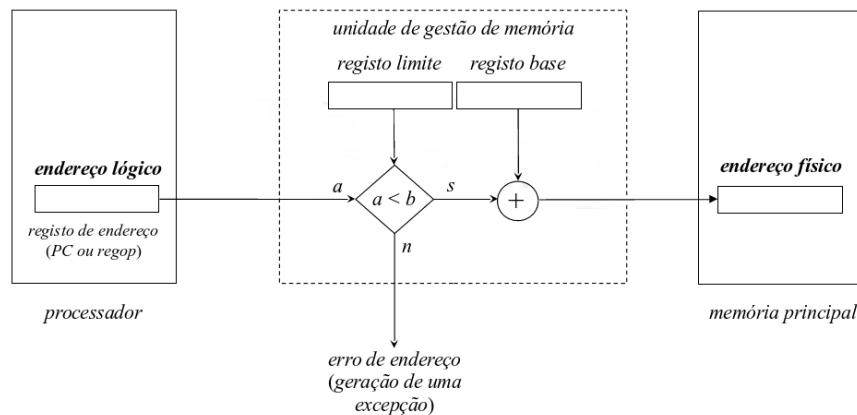 unidade de gestão de memória
registo limite
registo base
endereço lógico
endereço físico
a
a < b
s
+
registo de endereço
(PC ou regop)
n
processador
memória principal
erro de endereço
(geração de uma
excepção)